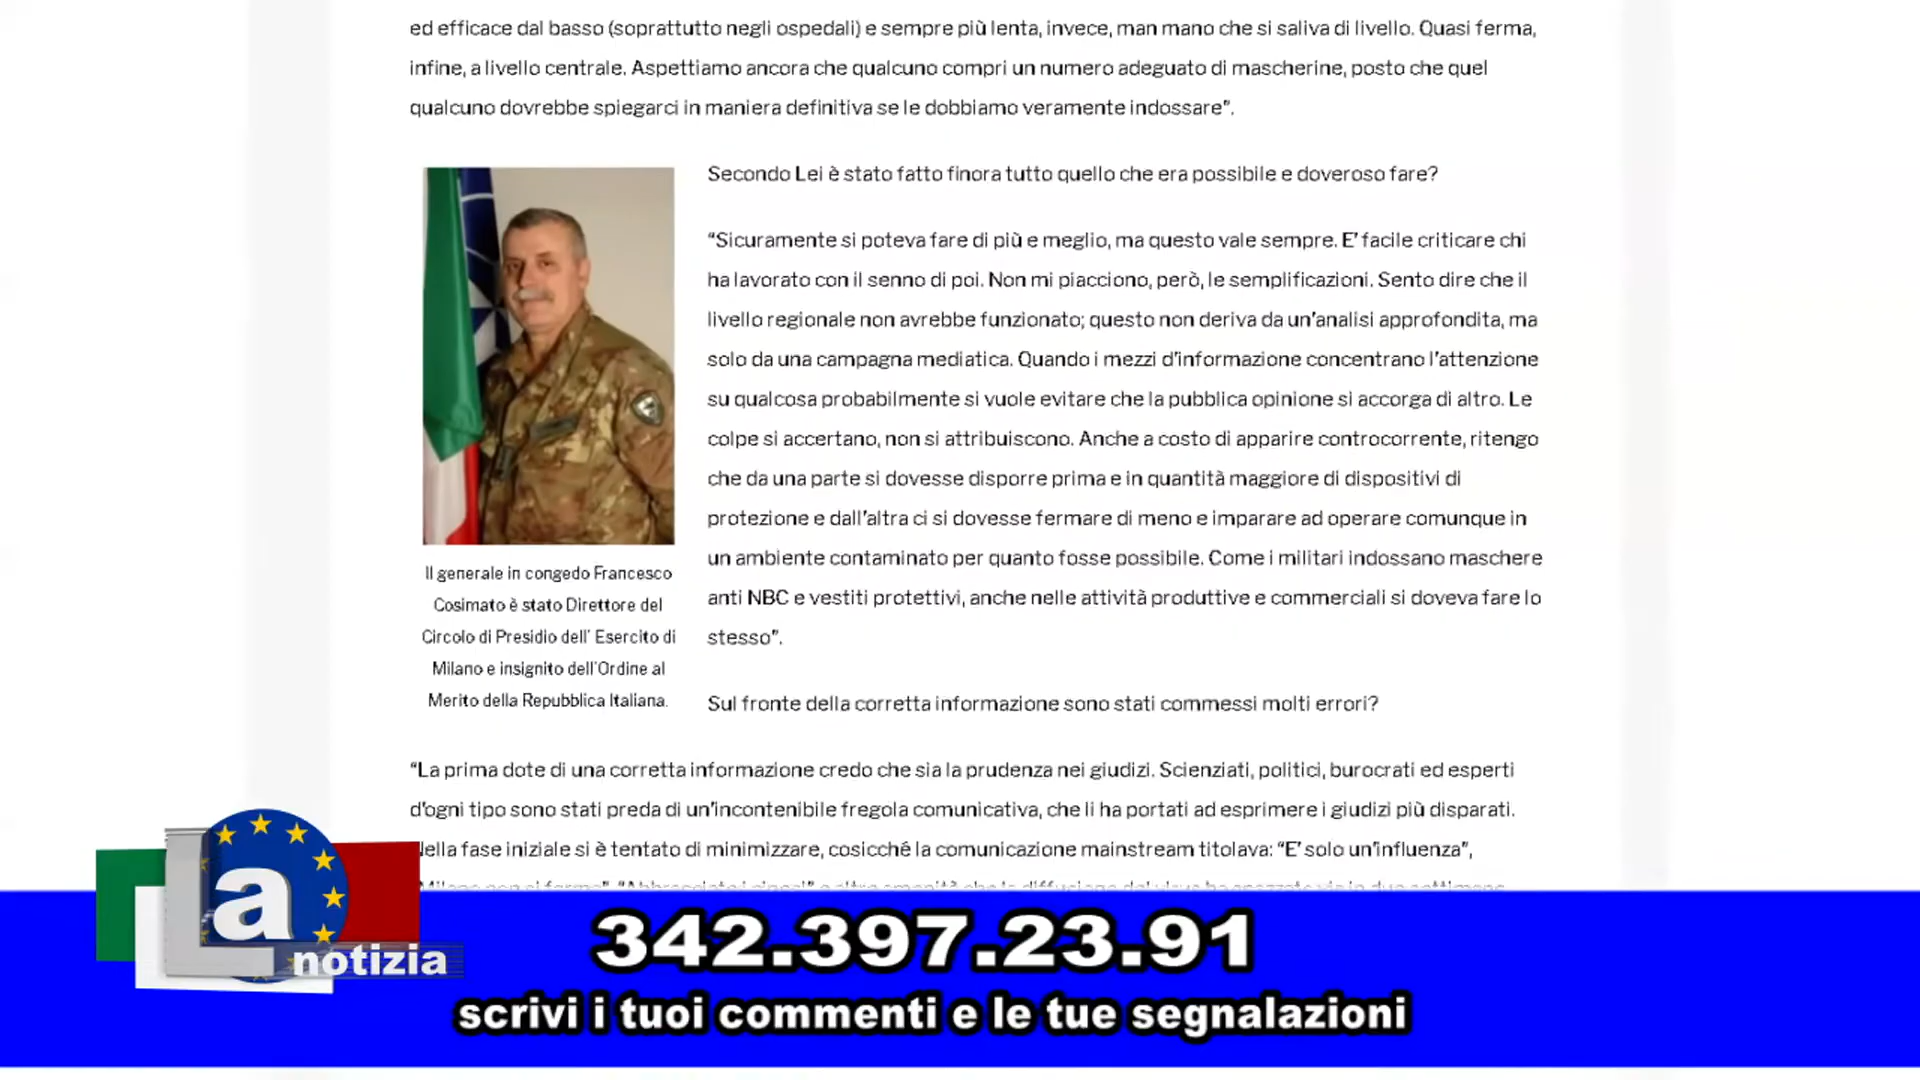 ed efficace dal basso (soprattutto negli ospedali) e sempre più lenta, invece, man mano che si saliva di livello. Quasi ferma,
infine, a livello centrale. Aspettiamo ancora che qualcuno compri un numero adeguato di mascherine, posto che quel
qualcuno dovrebbe spiegarci in maniera definitiva se le dobbiamo veramente indossare”.
Il generale in congedo Francesco
Cosimato è stato Direttore del
Circolo di Presidio dell’ Esercito di
Milano e insignito dell’Ordine al
Merito della Repubblica Italiana.
Secondo Lei è stato fatto finora tutto quello che era possibile e doveroso fare?
“Sicuramente si poteva fare di più e meglio, ma questo vale sempre. E’ facile criticare chi
ha lavorato con il senno di poi. Non mi piacciono, però, le semplificazioni. Sento dire che il
livello regionale non avrebbe funzionato; questo non deriva da un’analisi approfondita, ma
solo da una campagna mediatica. Quando i mezzi d’informazione concentrano l’attenzione
su qualcosa probabilmente si vuole evitare che la pubblica opinione si accorga di altro. Le
colpe si accertano, non si attribuiscono. Anche a costo di apparire controcorrente, ritengo
che da una parte si dovesse disporre prima e in quantità maggiore di dispositivi di
protezione e dall’altra ci si dovesse fermare di meno e imparare ad operare comunque in
un ambiente contaminato per quanto fosse possibile. Come i militari indossano maschere
anti NBC e vestiti protettivi, anche nelle attività produttive e commerciali si doveva fare lo
stesso”.
Sul fronte della corretta informazione sono stati commessi molti errori?
“La prima dote di una corretta informazione credo che sia la prudenza nei giudizi. Scienziati, politici, burocrati ed esperti
d’ogni tipo sono stati preda di un’incontenibile fregola comunicativa, che li ha portati ad esprimere i giudizi più disparati.
Nella fase iniziale si è tentato di minimizzare, cosicché la comunicazione mainstream titolava: “E’ solo un’influenza”,
La
notizia
342.397.23.91
scrivi i tuoi commenti e le tue segnalazioni